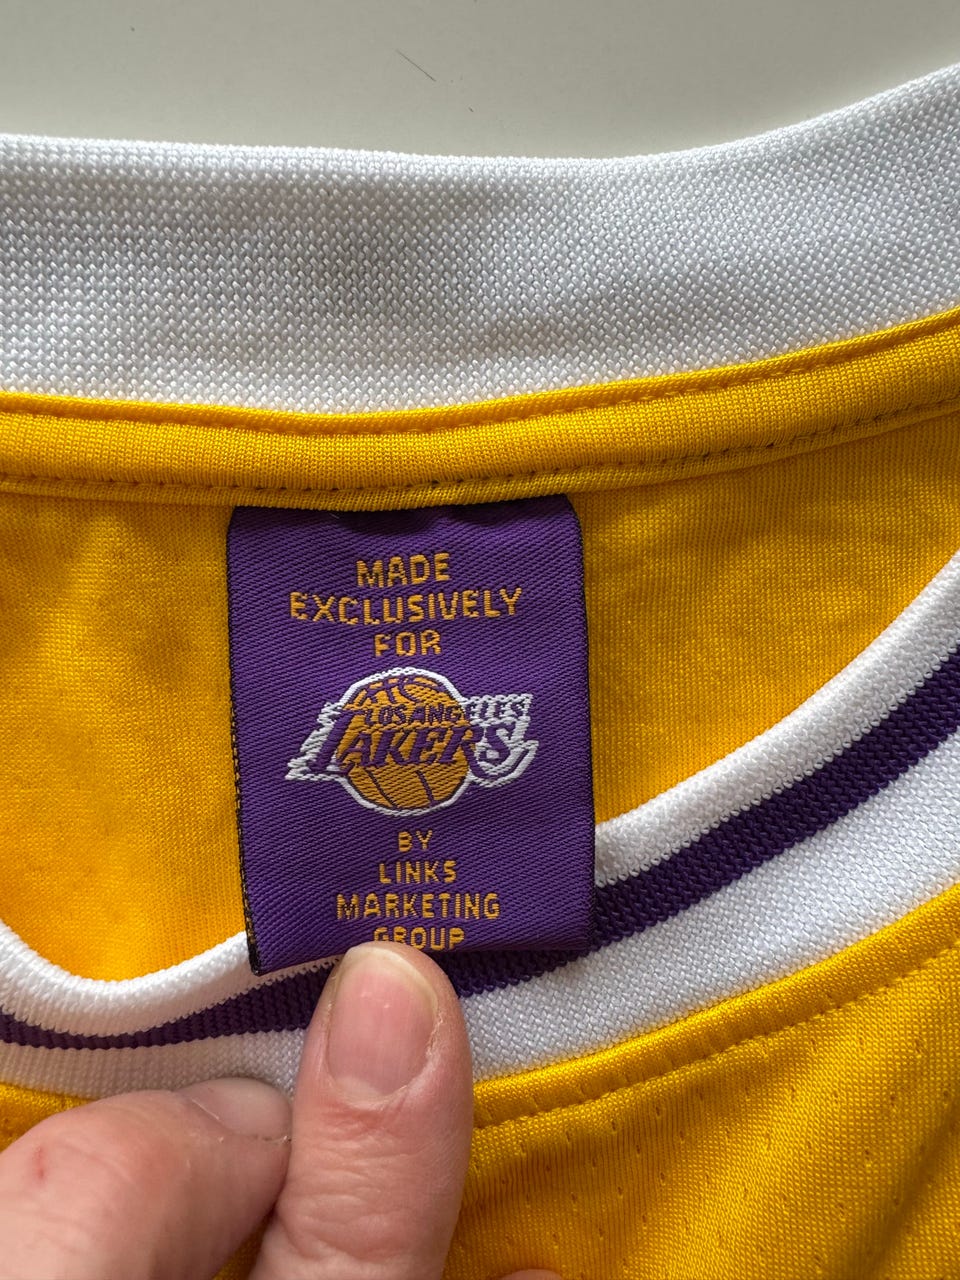 MADE
EXCLUSIVELY
FOR
LOS ANGELES
LAKERS
BY
LINKS
MARKETING
GROUP